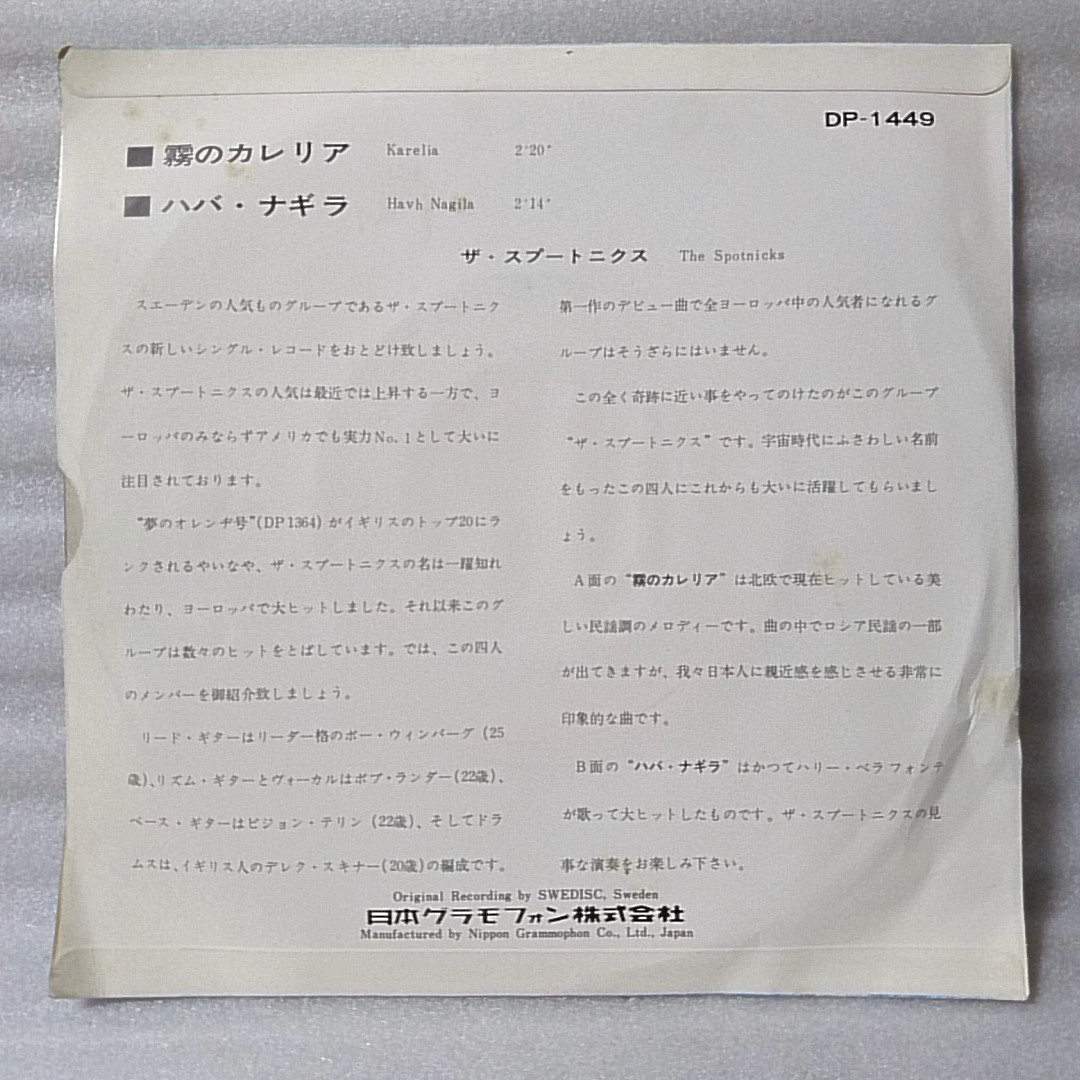 DP-1449
■ 霧のカレリア Karelia 2'20"
■ ハバ・ナギラ Havh Nagila 2'14"
ザ・スプートニクス The Spotnicks
スエーデンの人気ものグループであるザ・スプートニク
スの新しいシングル・レコードをおとどけ致しましょう。
ザ・スプートニクスの人気は最近では上昇する一方で、ヨ
ーロッパのみならずアメリカでも実力No.1として大いに
注目されております。
“夢のオレンヂ号”(DP1364)がイギリスのトップ20にラ
ンクされるやいなや、ザ・スプートニクスの名は一躍知れ
わたり、ヨーロッパで大ヒットしました。それ以来このグ
ループは数々のヒットをとばしています。では、この四人
のメンバーを御紹介致しましょう。
リード・ギターはリーダー格のボー・ウィンバーグ(25
歳)、リズム・ギターとヴォーカルはボブ・ランダー(22歳)、
ベース・ギターはビジョン・テリン(22歳)、そしてドラ
ムスは、イギリス人のデレク・スキナー(20歳)の編成です。
第一作のデビュー曲で全ヨーロッパ中の人気者になれるグ
ループはそうざらにはいません。
この全く奇跡に近い事をやってのけたのがこのグループ
“ザ・スプートニクス”です。宇宙時代にふさわしい名前
をもったこの四人にこれからも大いに活躍してもらいまし
ょう。
A面の“霧のカレリア”は北欧で現在ヒットしている美
しい民謡調のメロディーです。曲の中でロシア民謡の一部
が出てきますが、我々日本人に親近感を感じさせる非常に
印象的な曲です。
B面の“ハバ・ナギラ”はかつてハリー・ベラフォンテ
が歌って大ヒットしたものです。ザ・スプートニクスの見
事な演奏をお楽しみ下さい。
Original Recording by SWEDISC, Sweden
日本グラモフォン株式会社
Manufactured by Nippon Grammophon Co., Ltd., Japan